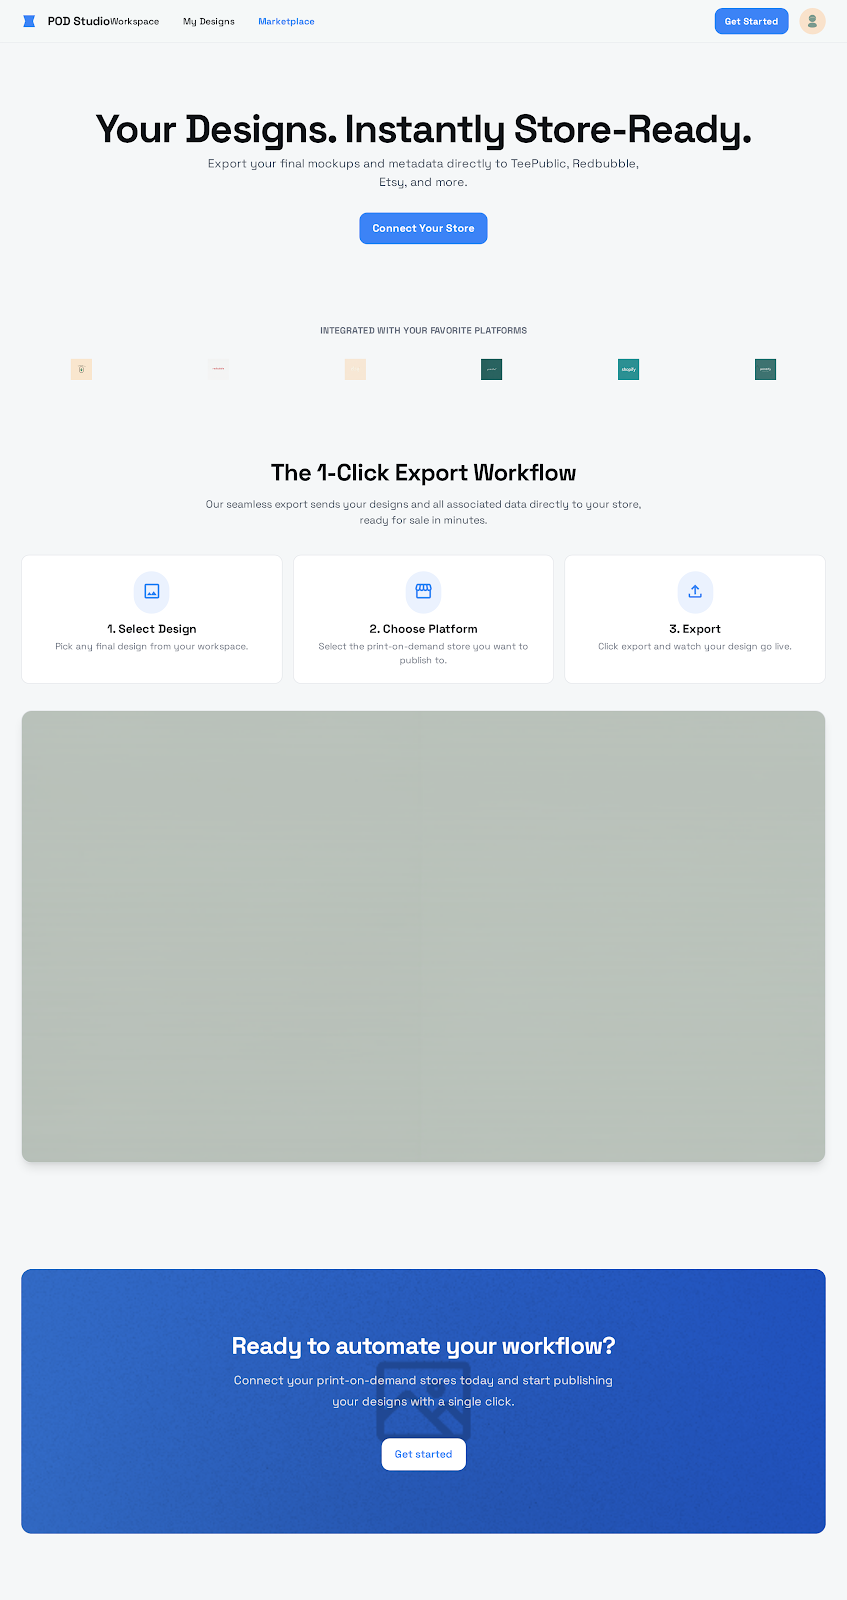 POD Studio
Workspace
My Designs
Marketplace
Get Started
Your Designs. Instantly Store-Ready.
Export your final mockups and metadata directly to TeePublic, Redbubble,
Etsy, and more.
Connect Your Store
INTEGRATED WITH YOUR FAVORITE PLATFORMS
shopify
The 1-Click Export Workflow
Our seamless export sends your designs and all associated data directly to your store,
ready for sale in minutes.
1. Select Design
Pick any final design from your workspace.
2. Choose Platform
Select the print-on-demand store you want to
publish to.
3. Export
Click export and watch your design go live.
Ready to automate your workflow?
Connect your print-on-demand stores today and start publishing
your designs with a single click.
Get started